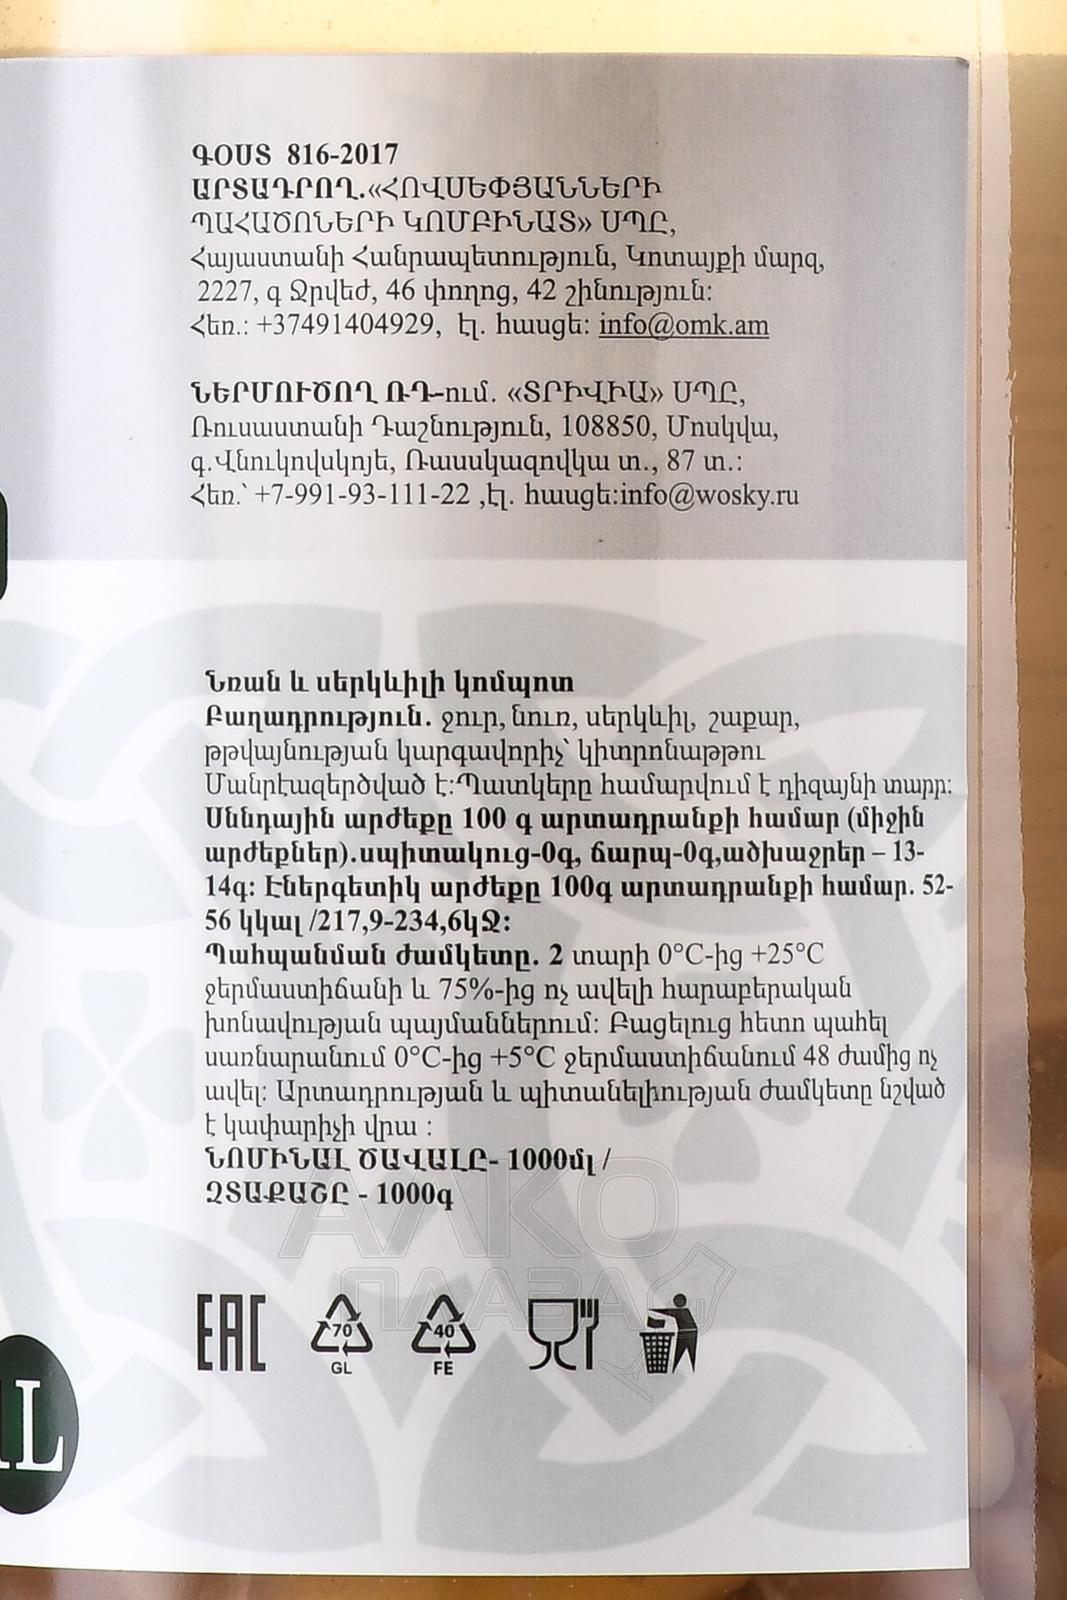 ԳՕՍՏ 816-2017
ԱՐՏԱԴՐՈՂ.«ՀՈՎՍԵՓՅԱՆՆԵՐԻ
ՊԱՀԱԾՈՆԵՐԻ ԿՈՄԲԻՆԱՏ» ՍՊԸ,
Հայաստանի Հանրապետություն, Կոտայքի մարզ,
2227, գ Ջրվեժ, 46 փողոց, 42 շինություն:
Հեռ.: +37491404929, էլ. հասցե: info@omk.am
ՆԵՐՄՈՒԾՈՂ ՌԴ-ում. «ՏՐԻՎԻԱ» ՍՊԸ,
Ռուսաստանի Դաշնություն, 108850, Մոսկվա,
գ.Վնուկովսկոյե, Ռասսկազովկա տ., 87 տ.:
Հեռ.՝ +7-991-93-111-22 ,էլ. հասցե:info@wosky.ru
Նռան և սերկևիլի կոմպոտ
Բաղադրություն. ջուր, նուռ, սերկևիլ, շաքար,
թթվայնության կարգավորիչ՝ կիտրոնաթթու
Մանրէազերծված է:Պատկերը համարվում է դիզայնի տարր:
Սննդային արժեքը 100 գ արտադրանքի համար (միջին
արժեքներ).սպիտակուց-0գ, ճարպ-0գ,ածխաջրեր – 13-
14գ: Էներգետիկ արժեքը 100գ արտադրանքի համար. 52-
56 կկալ /217,9-234,6կՋ:
Պահպանման ժամկետը. 2 տարի 0°C-ից +25°C
ջերմաստիճանի և 75%-ից ոչ ավելի հարաբերական
խոնավության պայմաններում: Բացելուց հետո պահել
սառնարանում 0°C-ից +5°C ջերմաստիճանում 48 ժամից ոչ
ավել: Արտադրության և պիտանելիության ժամկետը նշված
է կափարիչի վրա :
ՆՈՄԻՆԱԼ ԾԱՎԱԼԸ- 1000մլ /
ԶՏԱՔԱՇԸ - 1000գ
АЛКО
ПЛАЗА
EAC
70
GL
40
FE
1L